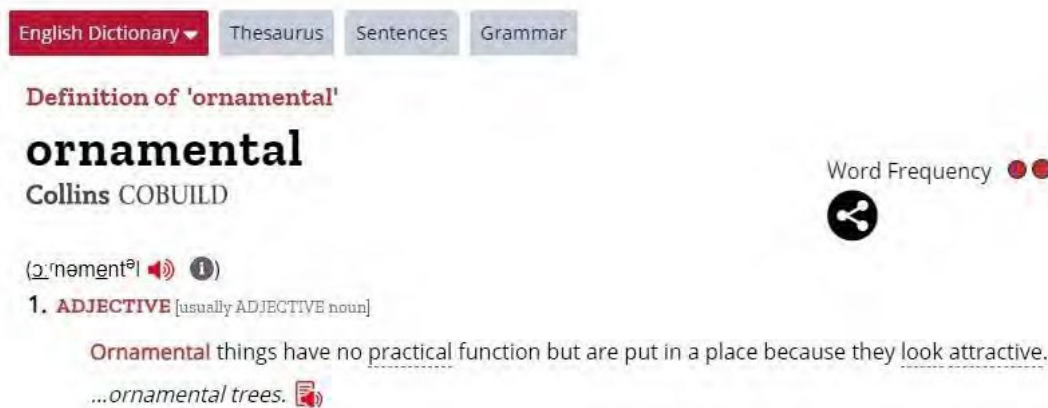 English Dictionary Thesaurus Sentences Grammar
Definition of 'ornamental'
ornamental
Collins COBUILD
Word Frequency
(ɔːʳnəmentᵊl)
1. ADJECTIVE [usually ADJECTIVE noun]
Ornamental things have no practical function but are put in a place because they look attractive.
...ornamental trees.